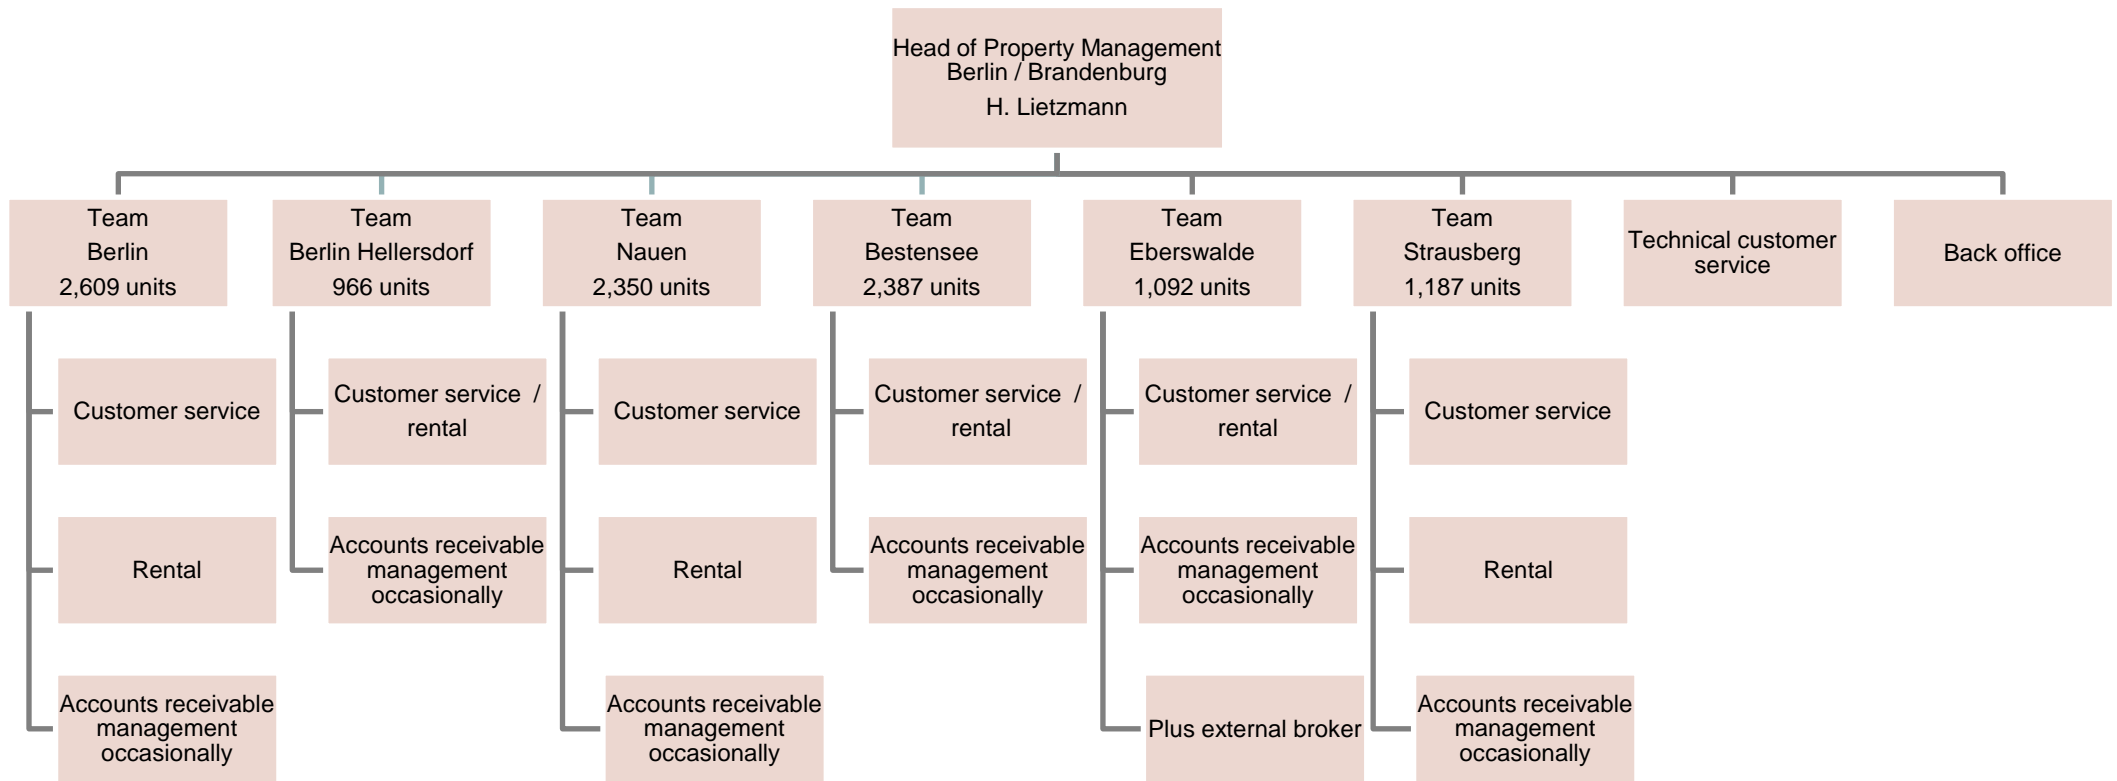 Head of Property Management
Berlin / Brandenburg
H. Lietzmann
Team
Berlin
2,609 units
Team
Berlin Hellersdorf
966 units
Team
Nauen
2,350 units
Team
Bestensee
2,387 units
Team
Eberswalde
1,092 units
Team
Strausberg
1,187 units
Technical customer
service
Back office
Customer service
Customer service /
rental
Customer service
Customer service /
rental
Customer service /
rental
Customer service
Rental
Accounts receivable
management
occasionally
Rental
Accounts receivable
management
occasionally
Accounts receivable
management
occasionally
Rental
Accounts receivable
management
occasionally
Accounts receivable
management
occasionally
Plus external broker
Accounts receivable
management
occasionally